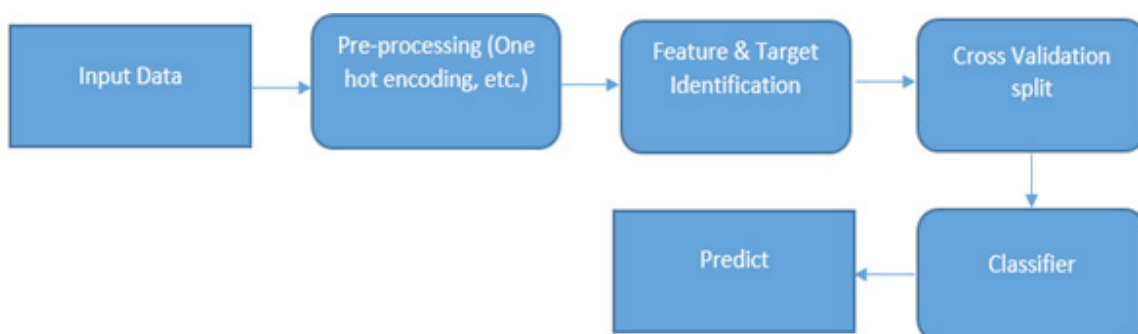 Input Data
Pre-processing (One
hot encoding, etc.)
Feature & Target
Identification
Cross Validation
split
Classifier
Predict